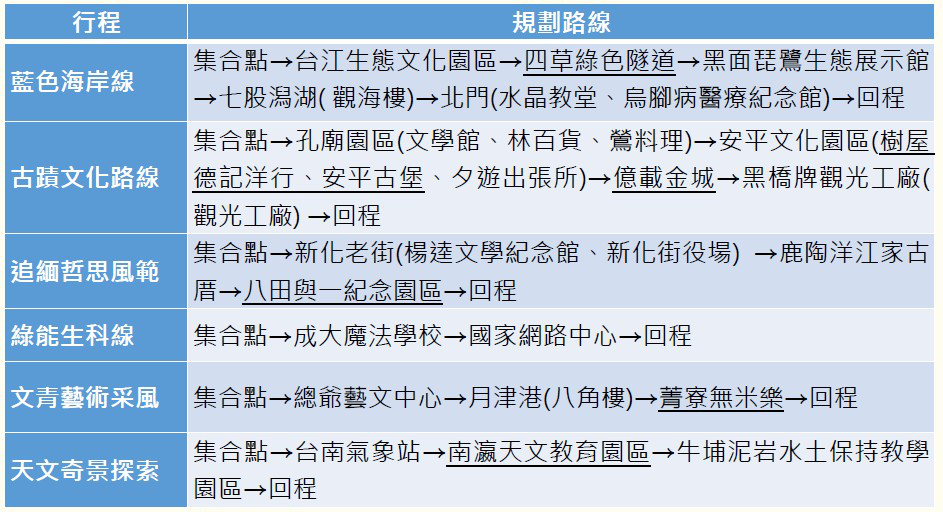 行程 規劃路線
藍色海岸線
集合點→台江生態文化園區→四草綠色隧道→黑面琵鷺生態展示館
→七股潟湖( 觀海樓)→北門(水晶教堂、烏腳病醫療紀念館)→回程
古蹟文化路線
集合點→孔廟園區(文學館、林百貨、鶯料理)→安平文化園區(樹屋
德記洋行、安平古堡、夕遊出張所)→億載金城→黑橋牌觀光工廠(
觀光工廠) →回程
追緬哲思風範
集合點→新化老街(楊逵文學紀念館、新化街役場) →鹿陶洋江家古
厝→八田與一紀念園區→回程
綠能生科線
集合點→成大魔法學校→國家網路中心→回程
文青藝術采風
集合點→總爺藝文中心→月津港(八角樓)→菁寮無米樂→回程
天文奇景探索
集合點→台南氣象站→南瀛天文教育園區→牛埔泥岩水土保持教學
園區→回程